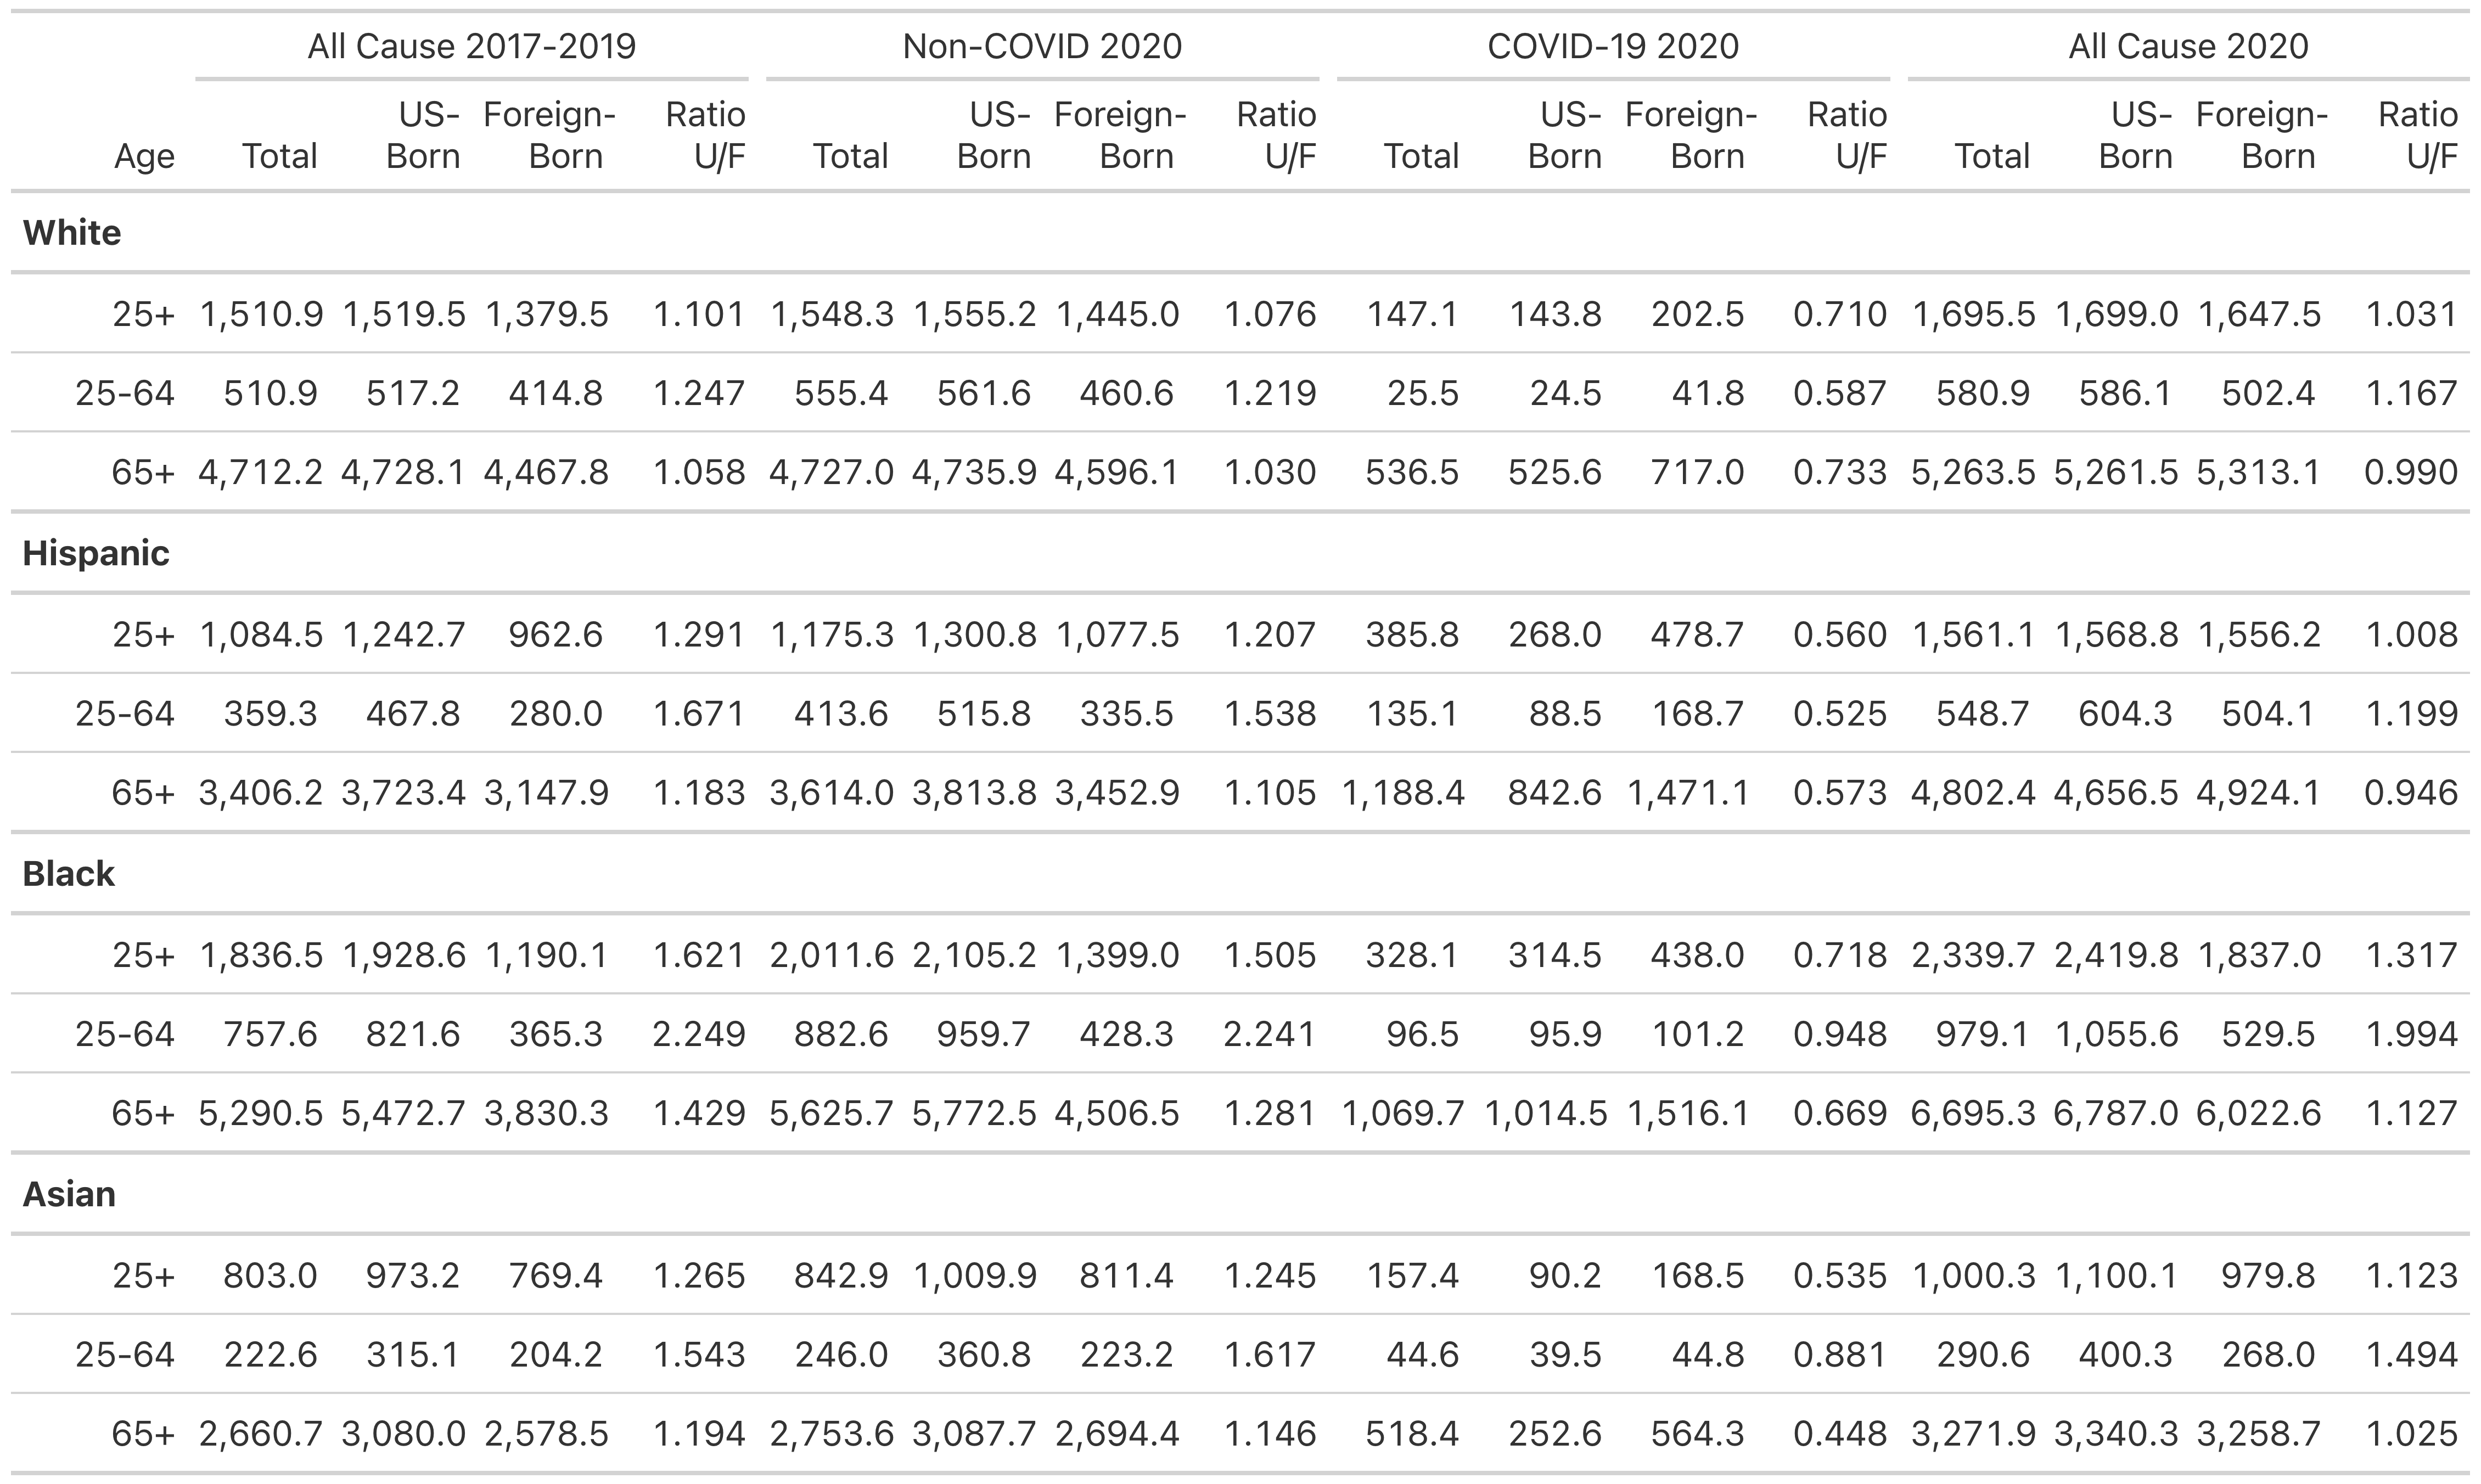 All Cause 2017-2019 Non-COVID 2020 COVID-19 2020 All Cause 2020
US- Foreign- Ratio US- Foreign- Ratio US- Foreign- Ratio US- Foreign- Ratio
Age Total Born Born U/F Total Born Born U/F Total Born Born U/F Total Born Born U/F
White
25+ 1,510.9 1,519.5 1,379.5 1.101 1,548.3 1,555.2 1,445.0 1.076 147.1 143.8 202.5 0.710 1,695.5 1,699.0 1,647.5 1.031
25-64 510.9 517.2 414.8 1.247 555.4 561.6 460.6 1.219 25.5 24.5 41.8 0.587 580.9 586.1 502.4 1.167
65+ 4,712.2 4,728.1 4,467.8 1.058 4,727.0 4,735.9 4,596.1 1.030 536.5 525.6 717.0 0.733 5,263.5 5,261.5 5,313.1 0.990
Hispanic
25+ 1,084.5 1,242.7 962.6 1.291 1,175.3 1,300.8 1,077.5 1.207 385.8 268.0 478.7 0.560 1,561.1 1,568.8 1,556.2 1.008
25-64 359.3 467.8 280.0 1.671 413.6 515.8 335.5 1.538 135.1 88.5 168.7 0.525 548.7 604.3 504.1 1.199
65+ 3,406.2 3,723.4 3,147.9 1.183 3,614.0 3,813.8 3,452.9 1.105 1,188.4 842.6 1,471.1 0.573 4,802.4 4,656.5 4,924.1 0.946
Black
25+ 1,836.5 1,928.6 1,190.1 1.621 2,011.6 2,105.2 1,399.0 1.505 328.1 314.5 438.0 0.718 2,339.7 2,419.8 1,837.0 1.317
25-64 757.6 821.6 365.3 2.249 882.6 959.7 428.3 2.241 96.5 95.9 101.2 0.948 979.1 1,055.6 529.5 1.994
65+ 5,290.5 5,472.7 3,830.3 1.429 5,625.7 5,772.5 4,506.5 1.281 1,069.7 1,014.5 1,516.1 0.669 6,695.3 6,787.0 6,022.6 1.127
Asian
25+ 803.0 973.2 769.4 1.265 842.9 1,009.9 811.4 1.245 157.4 90.2 168.5 0.535 1,000.3 1,100.1 979.8 1.123
25-64 222.6 315.1 204.2 1.543 246.0 360.8 223.2 1.617 44.6 39.5 44.8 0.881 290.6 400.3 268.0 1.494
65+ 2,660.7 3,080.0 2,578.5 1.194 2,753.6 3,087.7 2,694.4 1.146 518.4 252.6 564.3 0.448 3,271.9 3,340.3 3,258.7 1.025